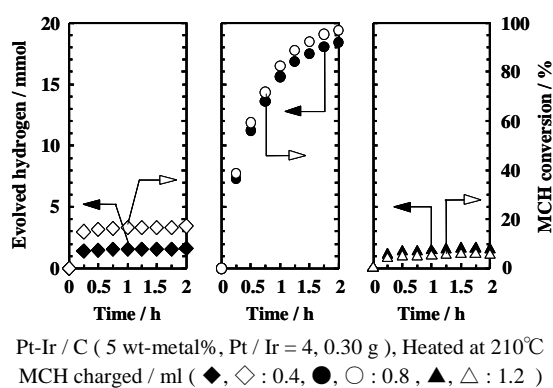 Evolved hydrogen / mmol
20
15
10
5
0
0 0.5 1 1.5 2
Time / h
0 0.5 1 1.5 2
Time / h
0 0.5 1 1.5 2
Time / h
100
80
60
40
20
0
MCH conversion / %
Pt-Ir / C ( 5 wt-metal%, Pt / Ir = 4, 0.30 g ), Heated at 210℃
MCH charged / ml ( ◆, ◇ : 0.4, ●, ○ : 0.8 , ▲, △ : 1.2 )